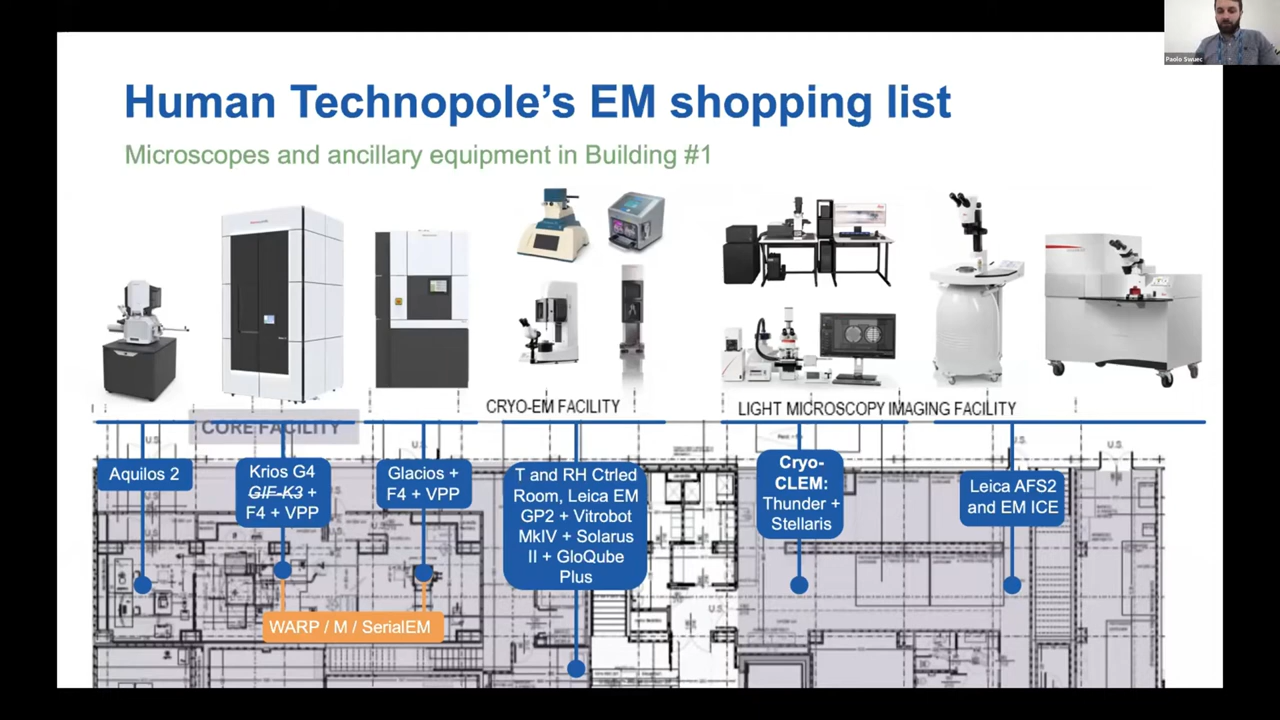 Paolo Swuec
Human Technopole's EM shopping list
Microscopes and ancillary equipment in Building #1
CRYO-EM FACILITY
LIGHT MICROSCOPY IMAGING FACILITY
CORE FACILITY
U.S.
U.S.
U.S.
U.S.
U.S.
Aquilos 2
Krios G4
GIF-K3 +
F4 + VPP
Glacios +
F4 + VPP
T and RH Ctrled
Room, Leica EM
GP2 + Vitrobot
MkIV + Solarus
II + GloQube
Plus
Cryo-
CLEM:
Thunder +
Stellaris
Leica AFS2
and EM ICE
U.S.
WARP / M / SerialEM